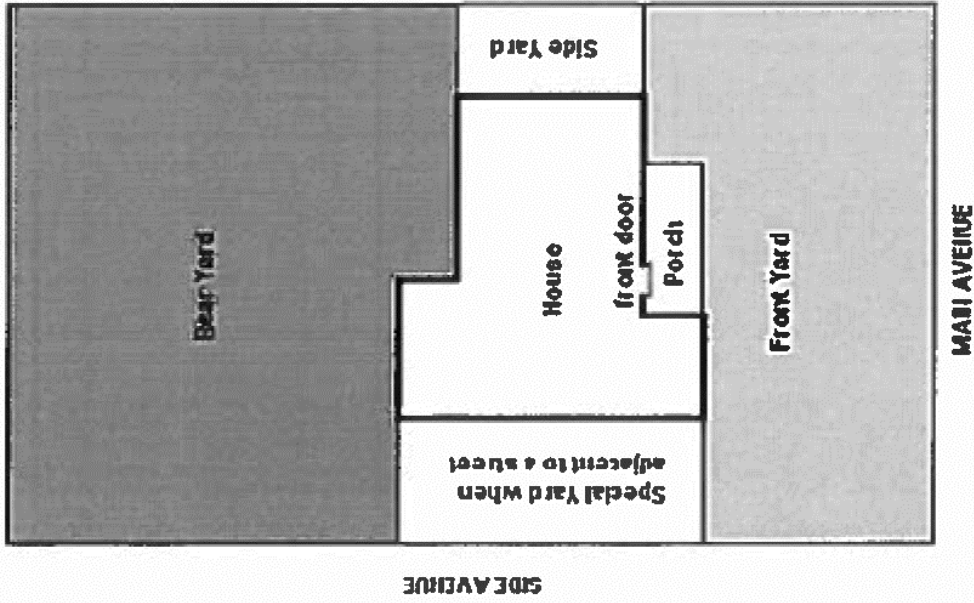 Side Yard
Rear Yard
House
front door
Porch
Front Yard
MAIN AVENUE
Special Yard when
adjacent to a street
SIDE AVENUE